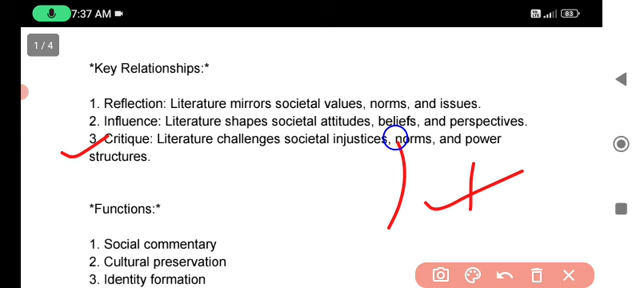 7:37 AM
83
1 / 4
*Key Relationships:*
1. Reflection: Literature mirrors societal values, norms, and issues.
2. Influence: Literature shapes societal attitudes, beliefs, and perspectives.
3. Critique: Literature challenges societal injustices, norms, and power
structures.
*Functions:*
1. Social commentary
2. Cultural preservation
3. Identity formation